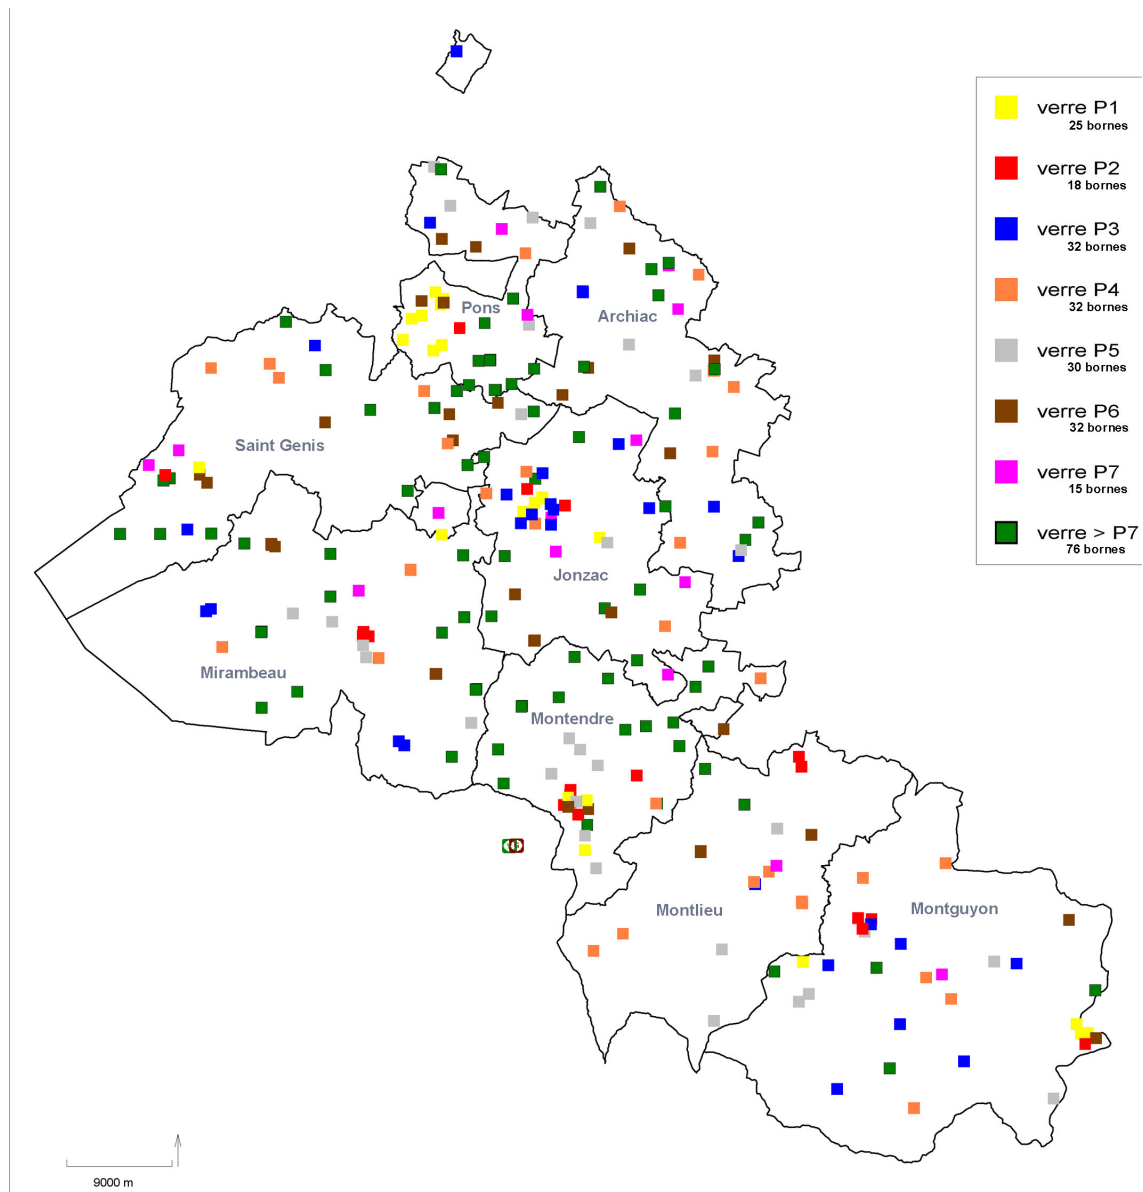 verre P1
25 bornes
verre P2
18 bornes
verre P3
32 bornes
verre P4
32 bornes
verre P5
30 bornes
verre P6
32 bornes
verre P7
15 bornes
verre > P7
76 bornes
Pons
Archiac
Saint Genis
Jonzac
Mirambeau
Montendre
Montlieu
Montguyon
9000 m